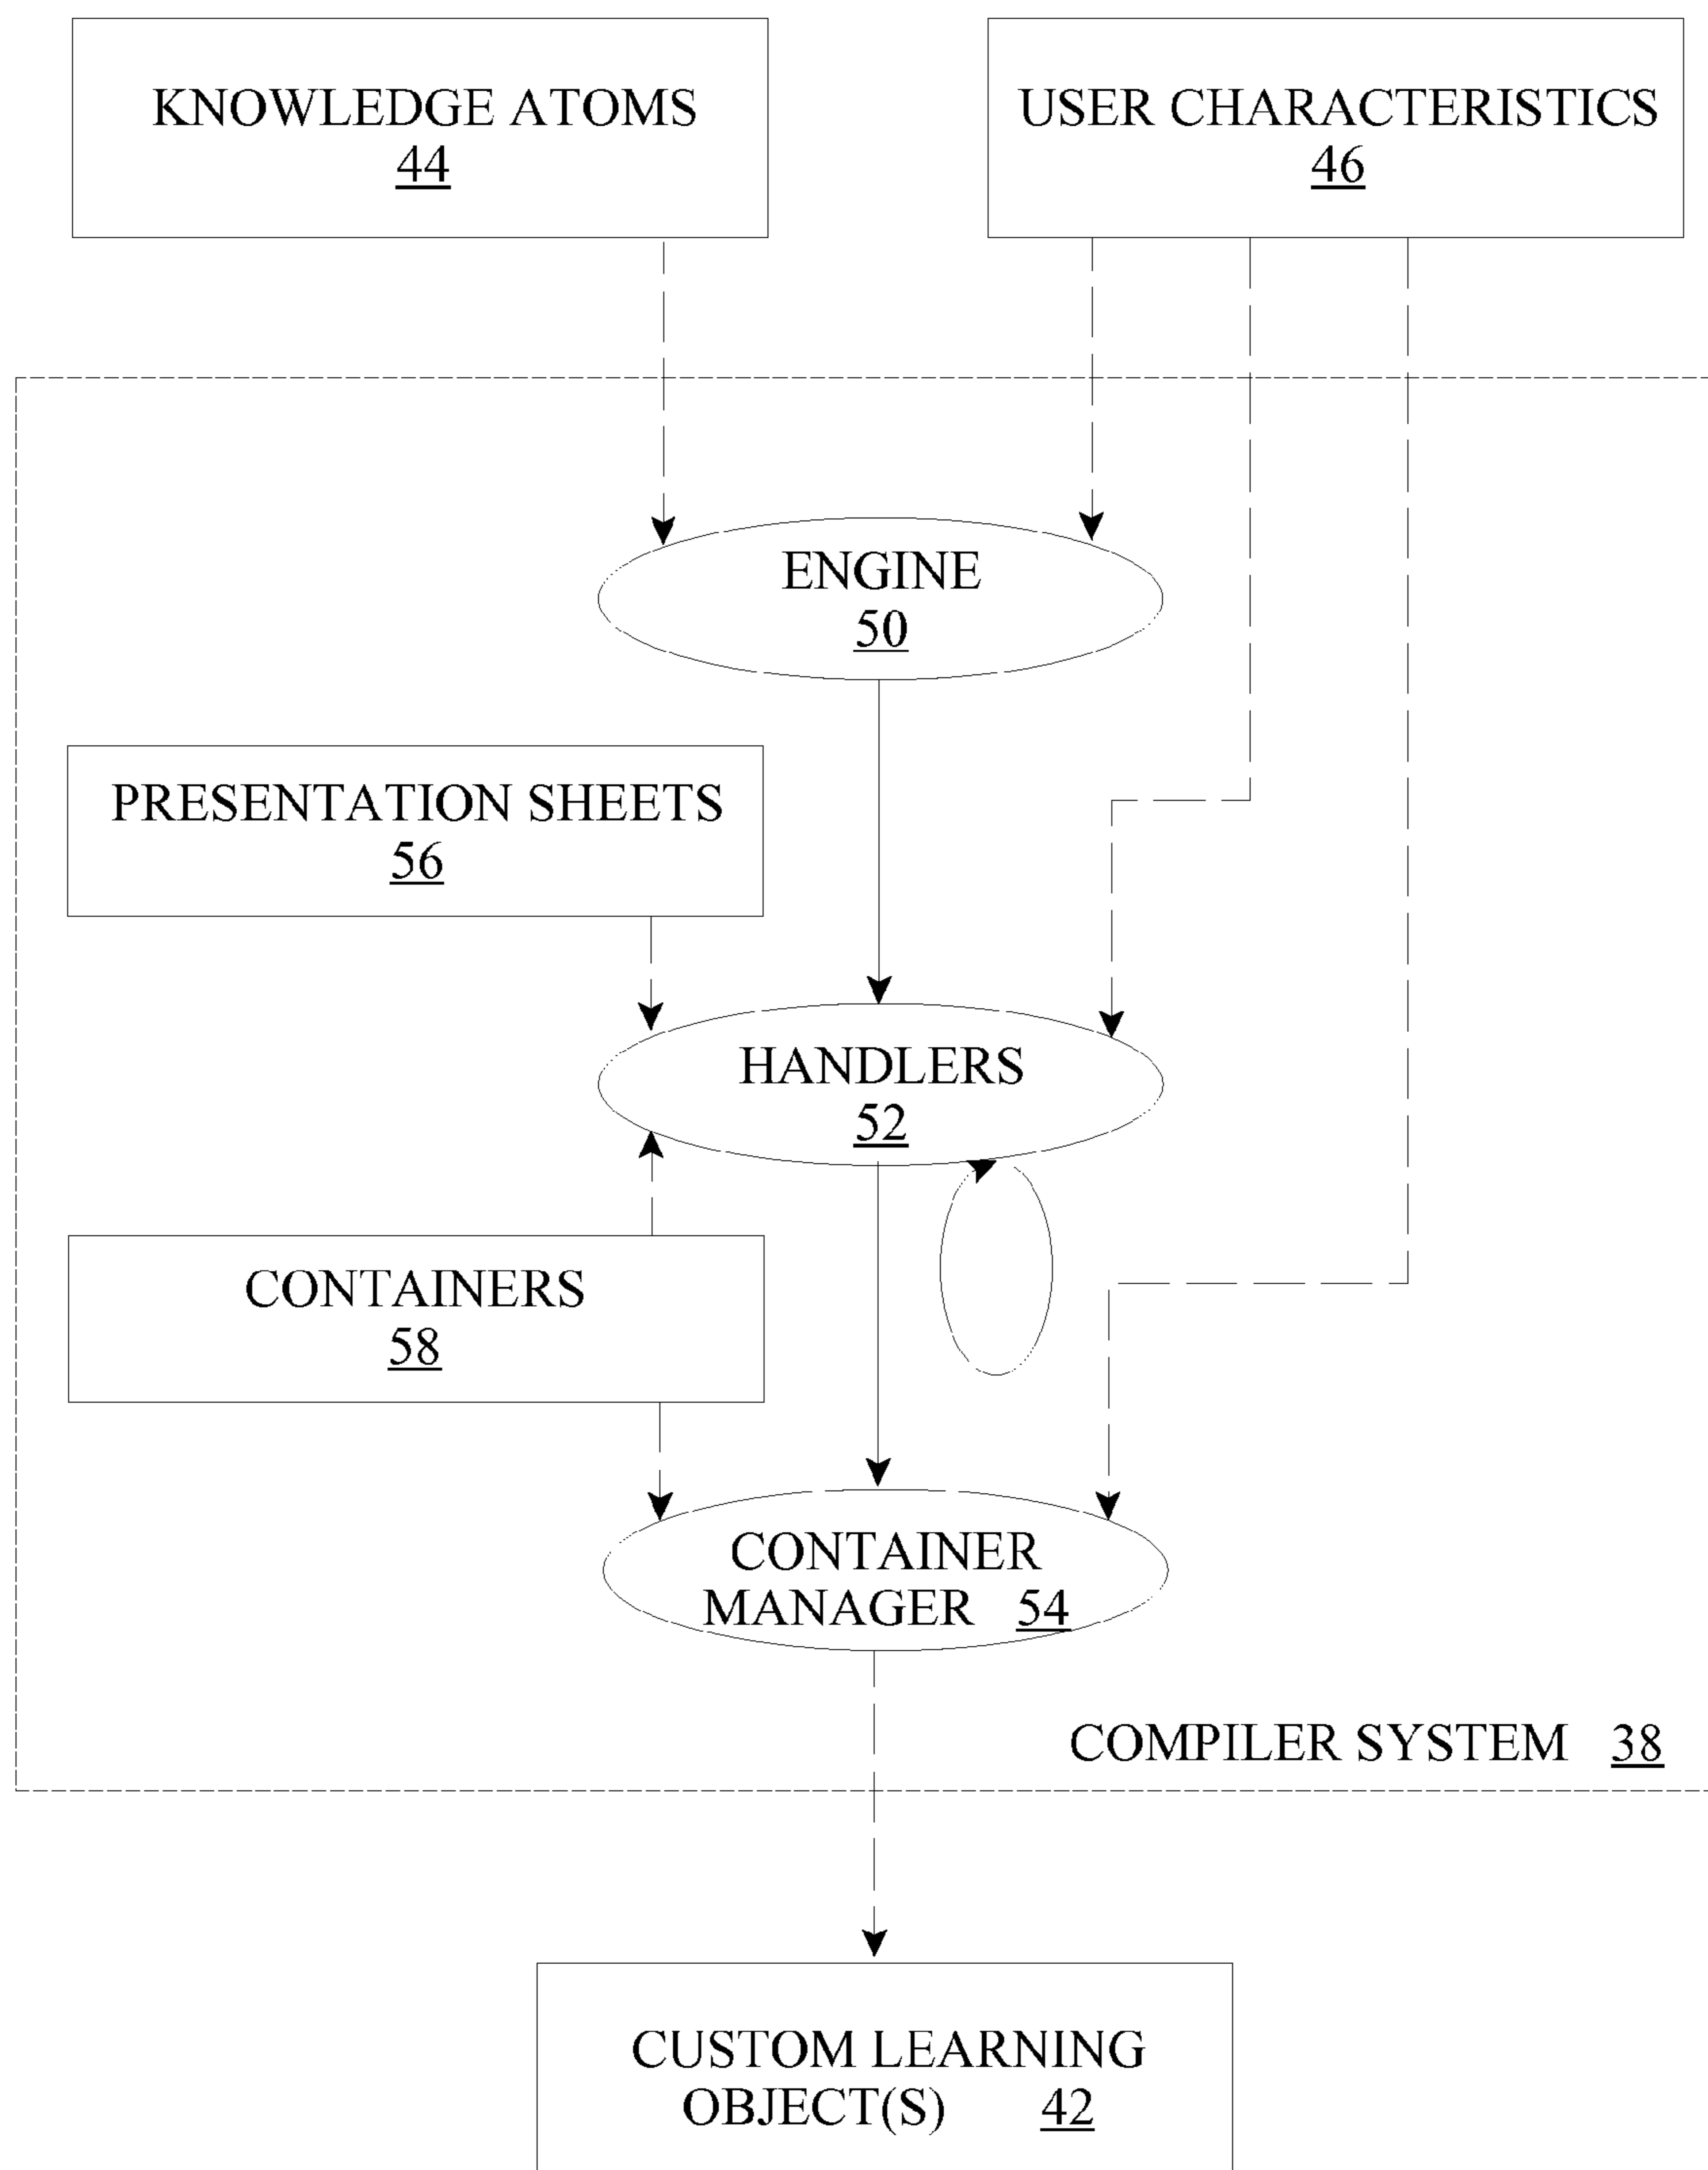 KNOWLEDGE ATOMS
44
USER CHARACTERISTICS
46
ENGINE
50
PRESENTATION SHEETS
56
HANDLERS
52
CONTAINERS
58
CONTAINER
MANAGER 54
COMPILER SYSTEM 38
CUSTOM LEARNING
OBJECT(S) 42